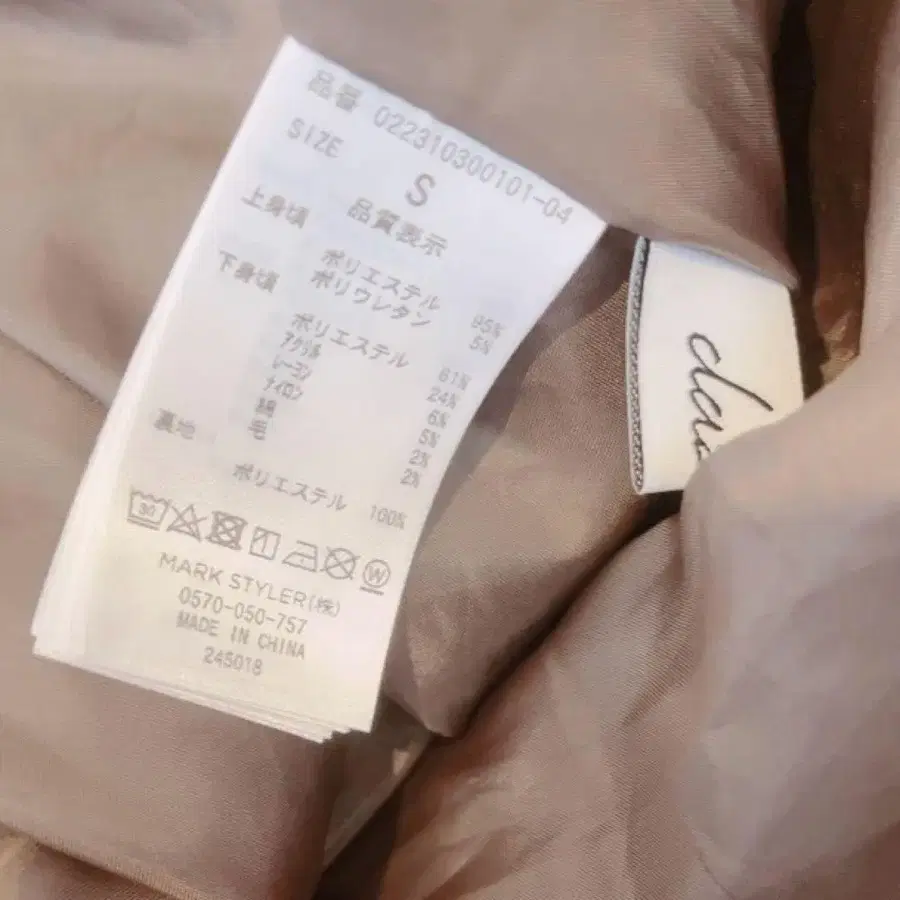 品番 022310300101-04
SIZE
S
品質表示
上身頃
ポリエステル 95%
ポリウレタン 5%
下身頃
ポリエステル 61%
アクリル 24%
レーヨン 6%
ナイロン 5%
綿 2%
毛 2%
裏地
ポリエステル 100%
30
W
MARK STYLER(株)
0570-050-757
MADE IN CHINA
245018